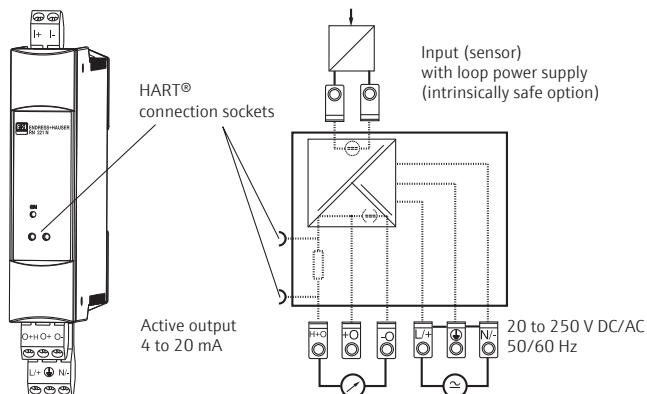 I+ I-
Input (sensor)
with loop power supply
(intrinsically safe option)
HART®
connection sockets
E+H ENDRESS+HAUSER
RN 221 N
ON
Active output
4 to 20 mA
O+H O+ O-
L/+ N/-
O+H O+ O- L/+ N/-
20 to 250 V DC/AC
50/60 Hz